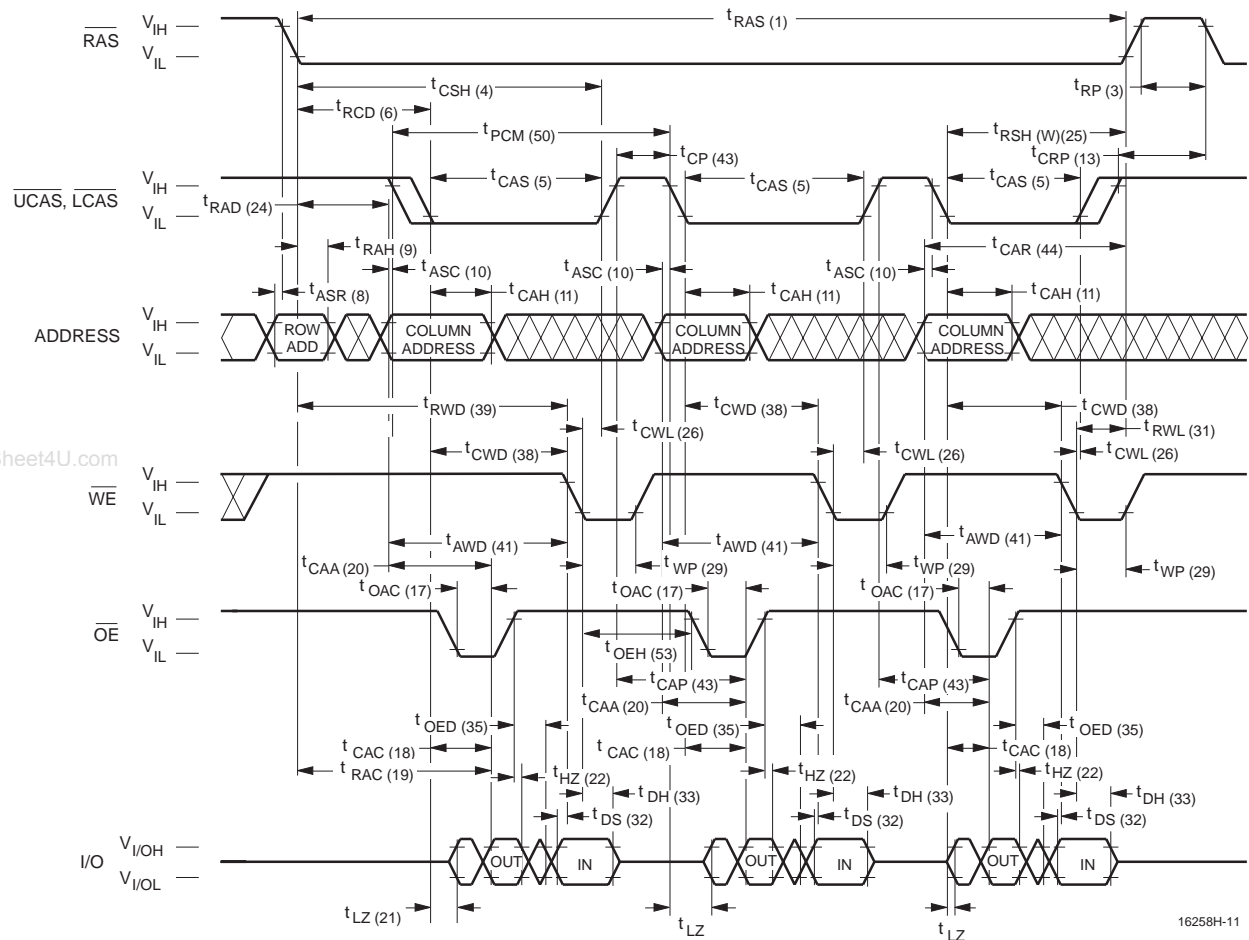 t RAS (1)
RAS
V IH
V IL
t CSH (4)
t RP (3)
t RCD (6)
t PCM (50)
t RSH (W)(25)
t CP (43)
t CRP (13)
UCAS, LCAS
V IH
V IL
t CAS (5)
t CAS (5)
t CAS (5)
t RAD (24)
t RAH (9)
t CAR (44)
t ASC (10)
t ASC (10)
t ASC (10)
t ASR (8)
t CAH (11)
t CAH (11)
t CAH (11)
ADDRESS
V IH
V IL
ROW ADD
COLUMN ADDRESS
COLUMN ADDRESS
COLUMN ADDRESS
t RWD (39)
t CWD (38)
t CWD (38)
t CWL (26)
t RWL (31)
t CWD (38)
t CWL (26)
t CWL (26)
heet4U.com
WE
V IH
V IL
t AWD (41)
t AWD (41)
t AWD (41)
t CAA (20)
t WP (29)
t WP (29)
t WP (29)
t OAC (17)
t OAC (17)
t OAC (17)
OE
V IH
V IL
t OEH (53)
t CAP (43)
t CAP (43)
t CAA (20)
t CAA (20)
t OED (35)
t OED (35)
t OED (35)
t CAC (18)
t CAC (18)
t CAC (18)
t RAC (19)
t HZ (22)
t HZ (22)
t HZ (22)
t DH (33)
t DH (33)
t DH (33)
t DS (32)
t DS (32)
t DS (32)
I/O
V I/OH
V I/OL
OUT
IN
OUT
IN
OUT
IN
t LZ (21)
t LZ
t LZ
16258H-11